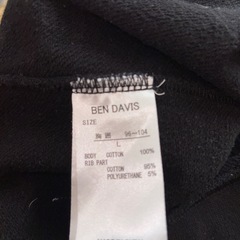 BEN DAVIS
SIZE
胸囲 96～104
L
BODY COTTON 100%
RIB PART
COTTON 95%
POLYURETHANE 5%